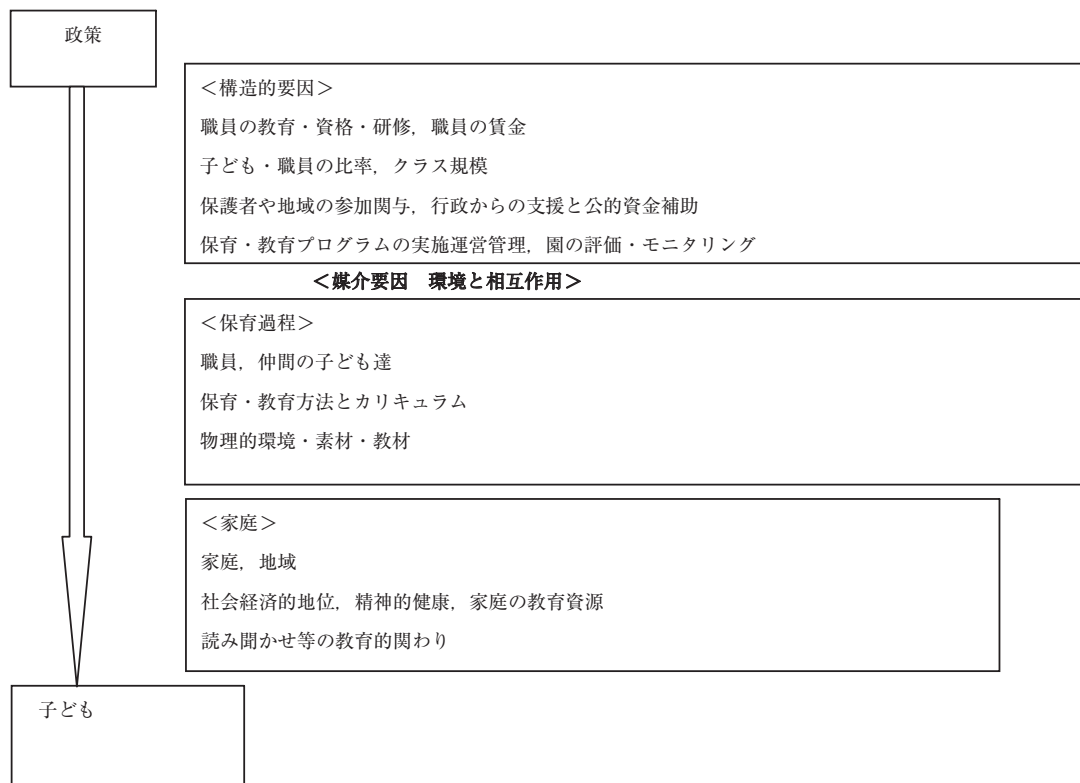 政策
＜構造的要因＞
職員の教育・資格・研修，職員の賃金
子ども・職員の比率，クラス規模
保護者や地域の参加関与，行政からの支援と公的資金補助
保育・教育プログラムの実施運営管理，園の評価・モニタリング
＜媒介要因　環境と相互作用＞
＜保育過程＞
職員，仲間の子ども達
保育・教育方法とカリキュラム
物理的環境・素材・教材
＜家庭＞
家庭，地域
社会経済的地位，精神的健康，家庭の教育資源
読み聞かせ等の教育的関わり
子ども